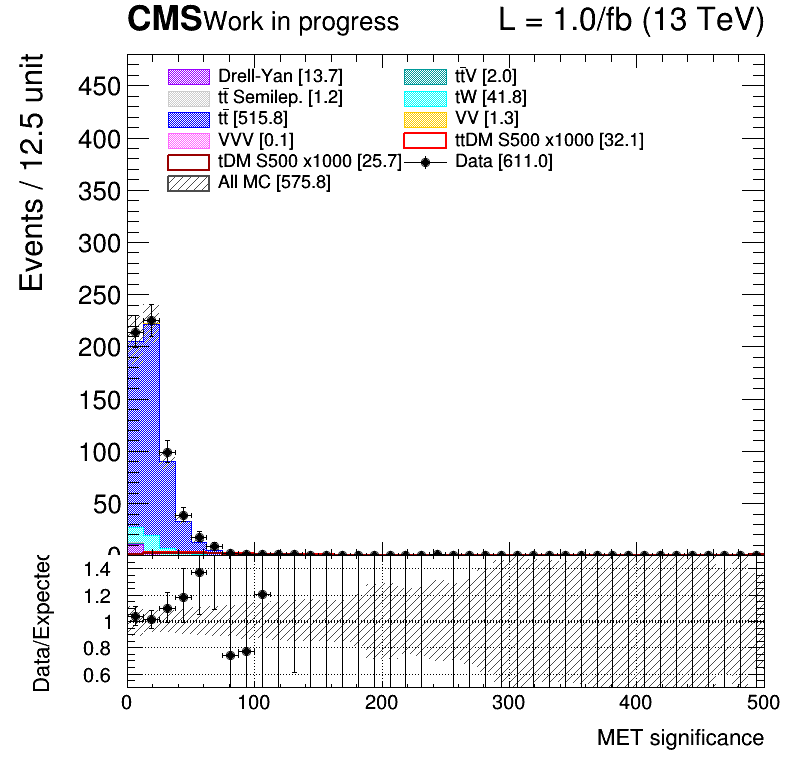 CMS Work in progress L = 1.0/fb (13 TeV)
Drell-Yan [13.7] tt̄V [2.0]
tt̄ Semilep. [1.2] tW [41.8]
tt̄ [515.8] VV [1.3]
VVV [0.1] ttDM S500 x1000 [32.1]
tDM S500 x1000 [25.7] Data [611.0]
All MC [575.8]
Events / 12.5 unit
450
400
350
300
250
200
150
100
50
0
Data/Expected
1.4
1.2
1
0.8
0.6
0 100 200 300 400 500
MET significance